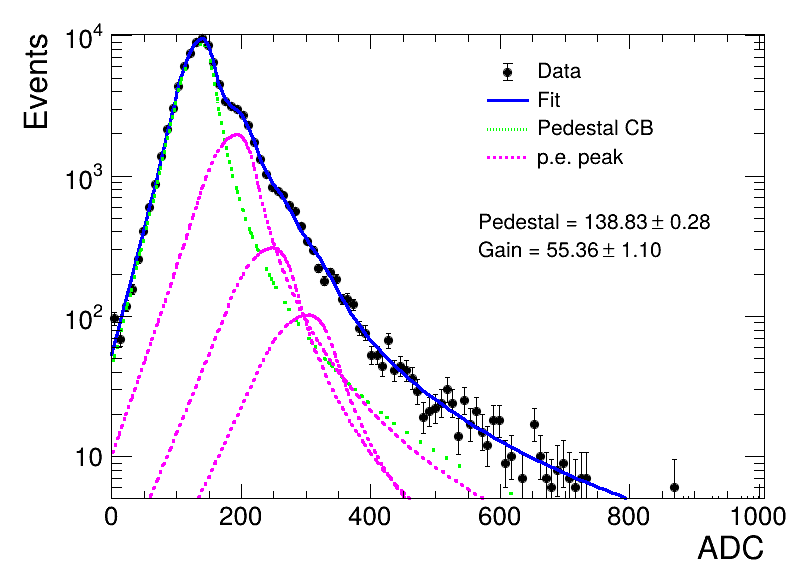 Events
10⁴
10³
10²
10
0
200
400
600
800
1000
ADC
Data
Fit
Pedestal CB
p.e. peak
Pedestal = 138.83 ± 0.28
Gain = 55.36 ± 1.10